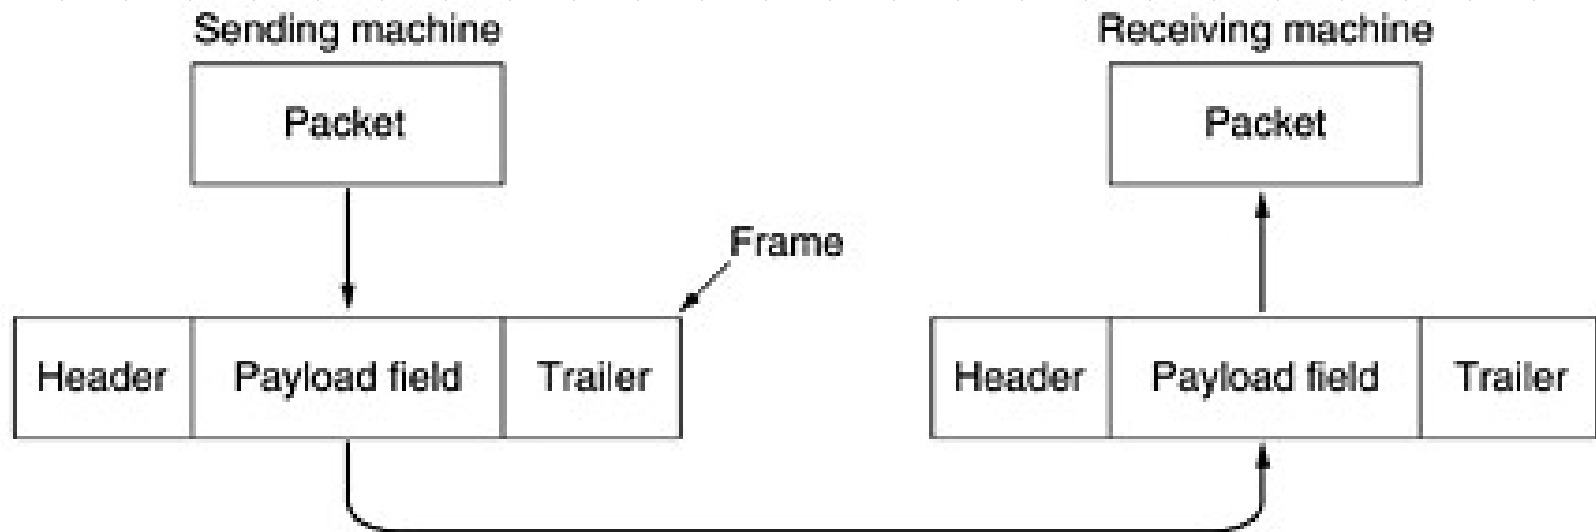 Sending machine
Receiving machine
Packet
Packet
Frame
Header
Payload field
Trailer
Header
Payload field
Trailer